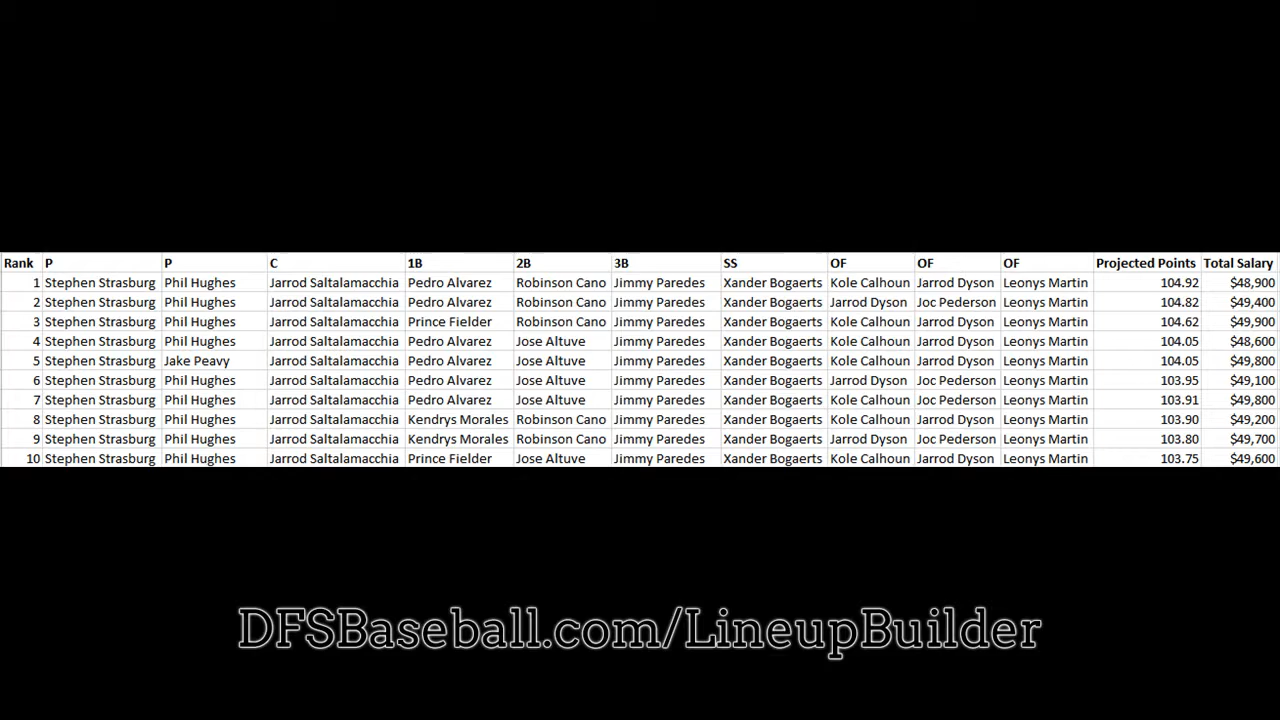 Rank P P C 1B 2B 3B SS OF OF OF Projected Points Total Salary
1 Stephen Strasburg Phil Hughes Jarrod Saltalamacchia Pedro Alvarez Robinson Cano Jimmy Paredes Xander Bogaerts Kole Calhoun Jarrod Dyson Leonys Martin 104.92 $48,900
2 Stephen Strasburg Phil Hughes Jarrod Saltalamacchia Pedro Alvarez Robinson Cano Jimmy Paredes Xander Bogaerts Jarrod Dyson Joc Pederson Leonys Martin 104.82 $49,400
3 Stephen Strasburg Phil Hughes Jarrod Saltalamacchia Prince Fielder Robinson Cano Jimmy Paredes Xander Bogaerts Kole Calhoun Jarrod Dyson Leonys Martin 104.62 $49,900
4 Stephen Strasburg Phil Hughes Jarrod Saltalamacchia Pedro Alvarez Jose Altuve Jimmy Paredes Xander Bogaerts Kole Calhoun Jarrod Dyson Leonys Martin 104.05 $48,600
5 Stephen Strasburg Jake Peavy Jarrod Saltalamacchia Pedro Alvarez Jose Altuve Jimmy Paredes Xander Bogaerts Kole Calhoun Jarrod Dyson Leonys Martin 104.05 $49,800
6 Stephen Strasburg Phil Hughes Jarrod Saltalamacchia Pedro Alvarez Jose Altuve Jimmy Paredes Xander Bogaerts Jarrod Dyson Joc Pederson Leonys Martin 103.95 $49,100
7 Stephen Strasburg Phil Hughes Jarrod Saltalamacchia Pedro Alvarez Jose Altuve Jimmy Paredes Xander Bogaerts Kole Calhoun Joc Pederson Leonys Martin 103.91 $49,800
8 Stephen Strasburg Phil Hughes Jarrod Saltalamacchia Kendrys Morales Robinson Cano Jimmy Paredes Xander Bogaerts Kole Calhoun Jarrod Dyson Leonys Martin 103.90 $49,200
9 Stephen Strasburg Phil Hughes Jarrod Saltalamacchia Kendrys Morales Robinson Cano Jimmy Paredes Xander Bogaerts Jarrod Dyson Joc Pederson Leonys Martin 103.80 $49,700
10 Stephen Strasburg Phil Hughes Jarrod Saltalamacchia Prince Fielder Jose Altuve Jimmy Paredes Xander Bogaerts Kole Calhoun Jarrod Dyson Leonys Martin 103.75 $49,600
DFSBaseball.com/LineupBuilder